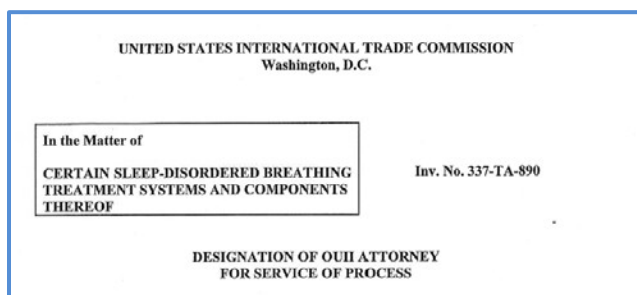 UNITED STATES INTERNATIONAL TRADE COMMISSION
Washington, D.C.
In the Matter of
CERTAIN SLEEP-DISORDERED BREATHING
TREATMENT SYSTEMS AND COMPONENTS
THEREOF
Inv. No. 337-TA-890
DESIGNATION OF OUII ATTORNEY
FOR SERVICE OF PROCESS